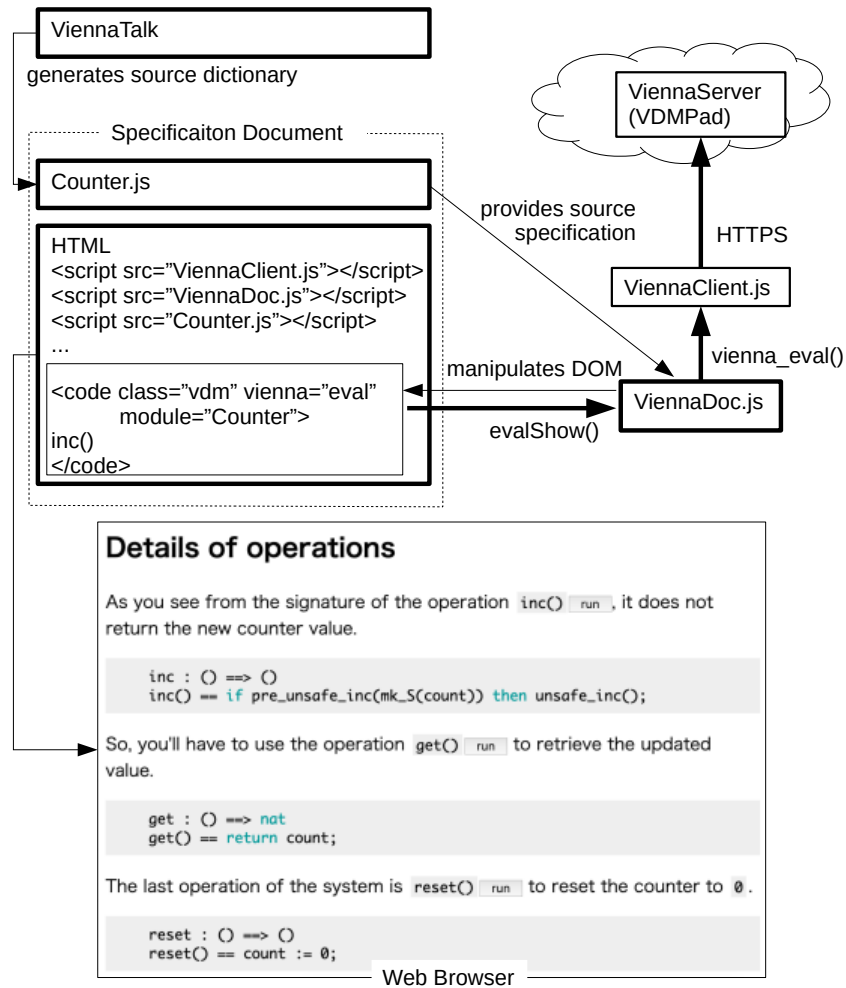 ViennaTalk
generates source dictionary
Specificaiton Document
Counter.js
HTML
<script src=”ViennaClient.js”></script>
<script src=”ViennaDoc.js”></script>
<script src=”Counter.js”></script>
...
<code class=”vdm” vienna=”eval”
module=”Counter”>
inc()
</code>
ViennaServer
(VDMPad)
provides source
specification
HTTPS
ViennaClient.js
vienna_eval()
manipulates DOM
ViennaDoc.js
evalShow()
Details of operations
As you see from the signature of the operation inc() run , it does not
return the new counter value.
inc : () ==> ()
inc() == if pre_unsafe_inc(mk_S(count)) then unsafe_inc();
So, you'll have to use the operation get() run to retrieve the updated
value.
get : () ==> nat
get() == return count;
The last operation of the system is reset() run to reset the counter to 0 .
reset : () ==> ()
reset() == count := 0;
Web Browser